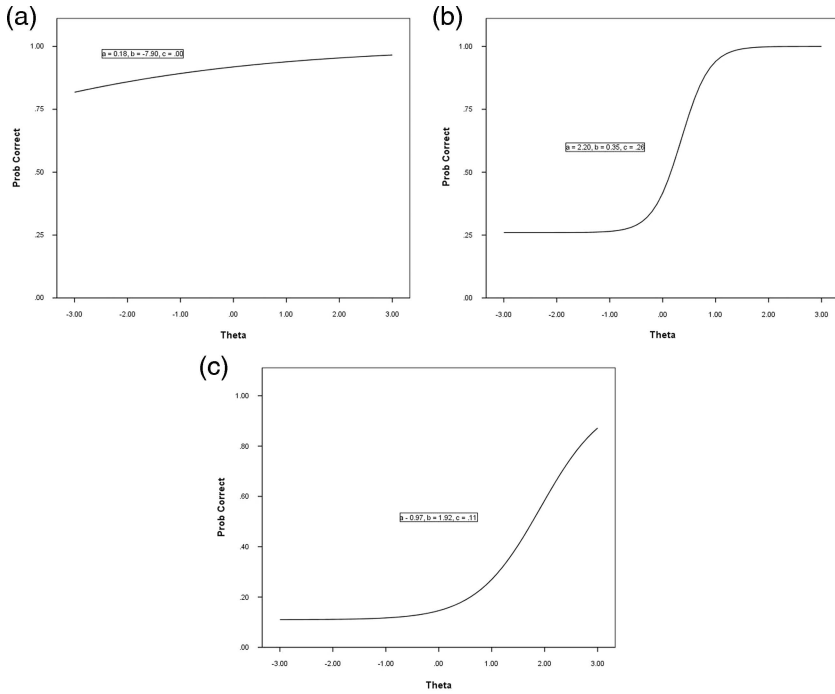 (a)
1.00
.75
.50
.25
.00
Prob Correct
a = 0.18, b = -7.90, c = .00
-3.00 -2.00 -1.00 .00 1.00 2.00 3.00
Theta
(b)
1.00
.75
.50
.25
.00
Prob Correct
a = 2.20, b = 0.35, c = .26
-3.00 -2.00 -1.00 .00 1.00 2.00 3.00
Theta
(c)
1.00
.80
.60
.40
.20
.00
Prob Correct
a - 0.97, b = 1.92, c = .11
-3.00 -2.00 -1.00 .00 1.00 2.00 3.00
Theta